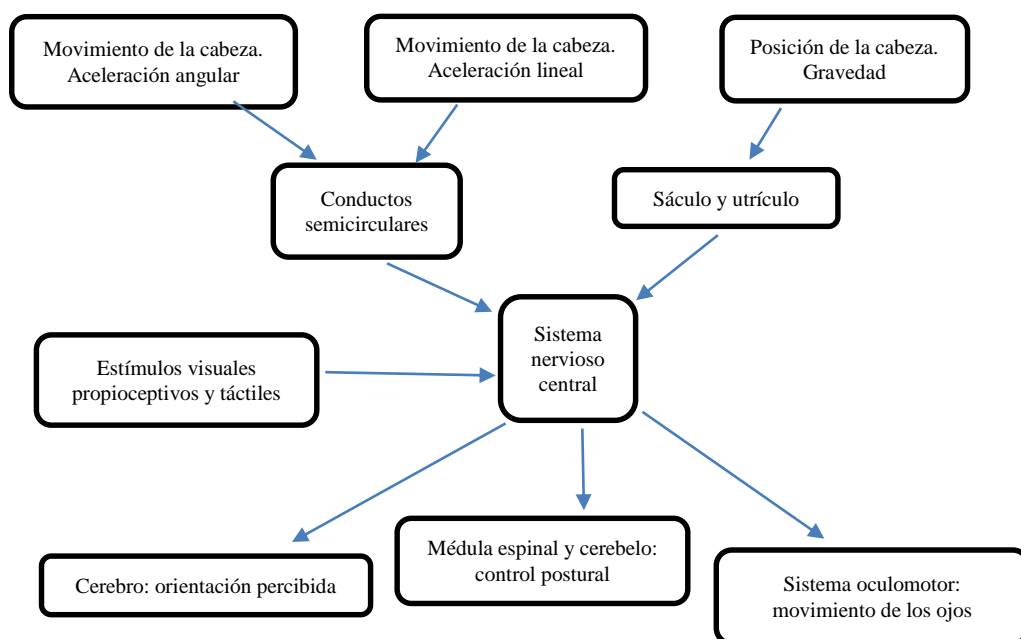 Movimiento de la cabeza.
Aceleración angular
Movimiento de la cabeza.
Aceleración lineal
Posición de la cabeza.
Gravedad
Conductos
semicirculares
Sáculo y utrículo
Sistema
nervioso
central
Estímulos visuales
propioceptivos y táctiles
Cerebro: orientación percibida
Médula espinal y cerebelo:
control postural
Sistema oculomotor:
movimiento de los ojos